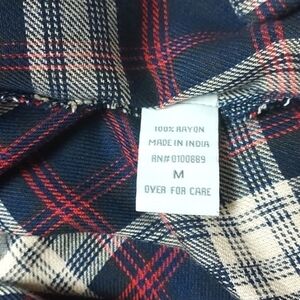 100% RAYON
MADE IN INDIA
RN#0100889
M
OVER FOR CARE